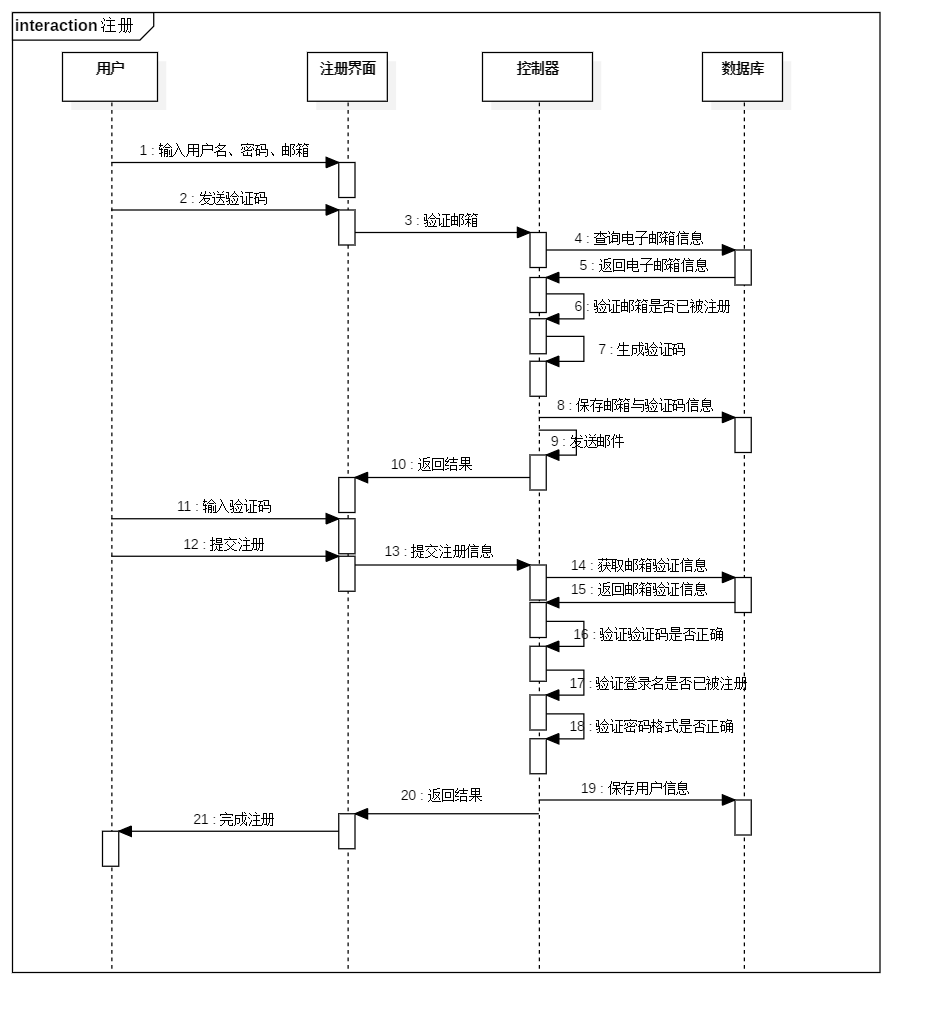 interaction 注册
用户
注册界面
控制器
数据库
1 : 输入用户名、密码、邮箱
2 : 发送验证码
3 : 验证邮箱
4 : 查询电子邮箱信息
5 : 返回电子邮箱信息
6 : 验证邮箱是否已被注册
7 : 生成验证码
8 : 保存邮箱与验证码信息
9 : 发送邮件
10 : 返回结果
11 : 输入验证码
12 : 提交注册
13 : 提交注册信息
14 : 获取邮箱验证信息
15 : 返回邮箱验证信息
16 : 验证验证码是否正确
17 : 验证登录名是否已被注册
18 : 验证密码格式是否正确
19 : 保存用户信息
20 : 返回结果
21 : 完成注册